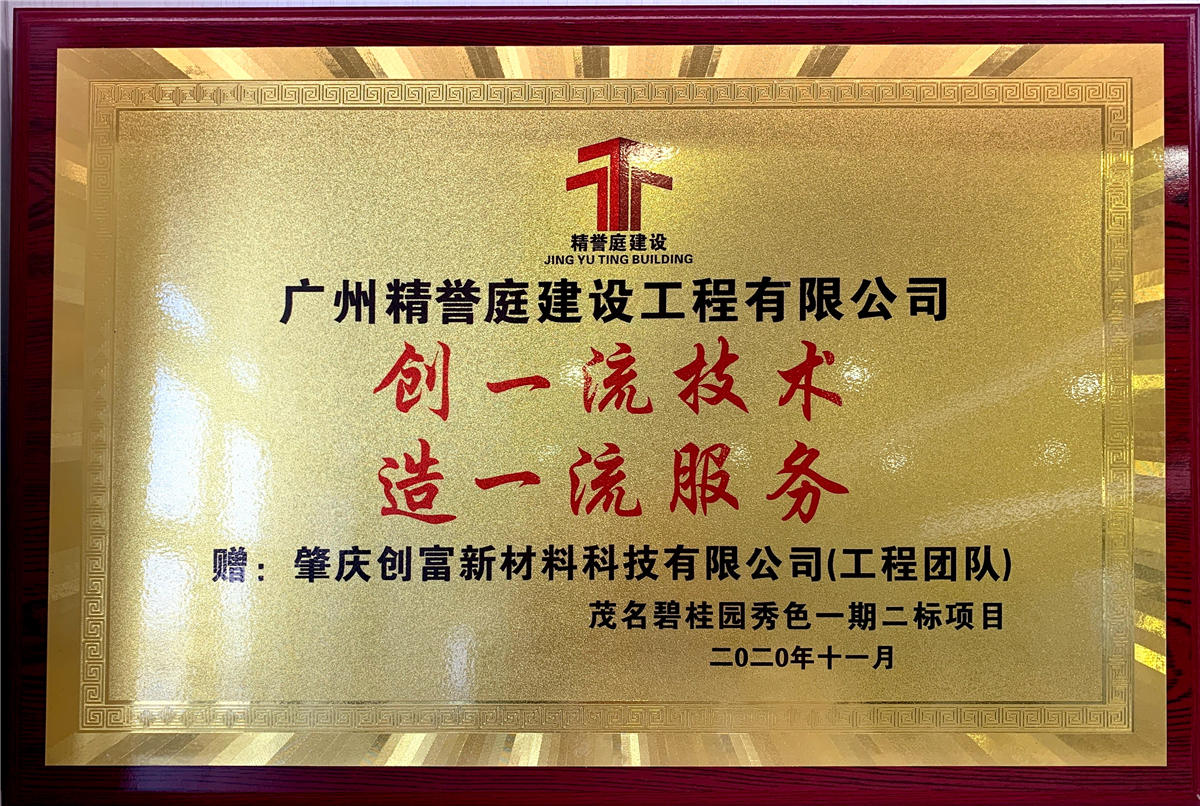 精誉庭建设
JING YU TING BUILDING
广州精誉庭建设工程有限公司
创一流技术
造一流服务
赠：肇庆创富新材料科技有限公司(工程团队)
茂名碧桂园秀色一期二标项目
二0二0年十一月